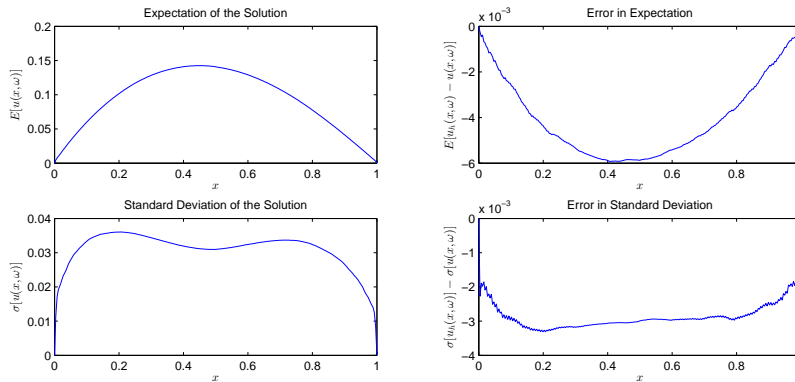 Expectation of the Solution
0.2
0.15
0.1
0.05
0
0 0.2 0.4 0.6 0.8 1
E[u(x, ω)]
x
Error in Expectation
x 10⁻³
0
−2
−4
−6
0 0.2 0.4 0.6 0.8
E[u_h(x, ω) − u(x, ω)]
x
Standard Deviation of the Solution
0.04
0.03
0.02
0.01
0
0 0.2 0.4 0.6 0.8 1
σ[u(x, ω)]
x
Error in Standard Deviation
x 10⁻³
0
−1
−2
−3
−4
0 0.2 0.4 0.6 0.8
σ[u_h(x, ω)] − σ[u(x, ω)]
x